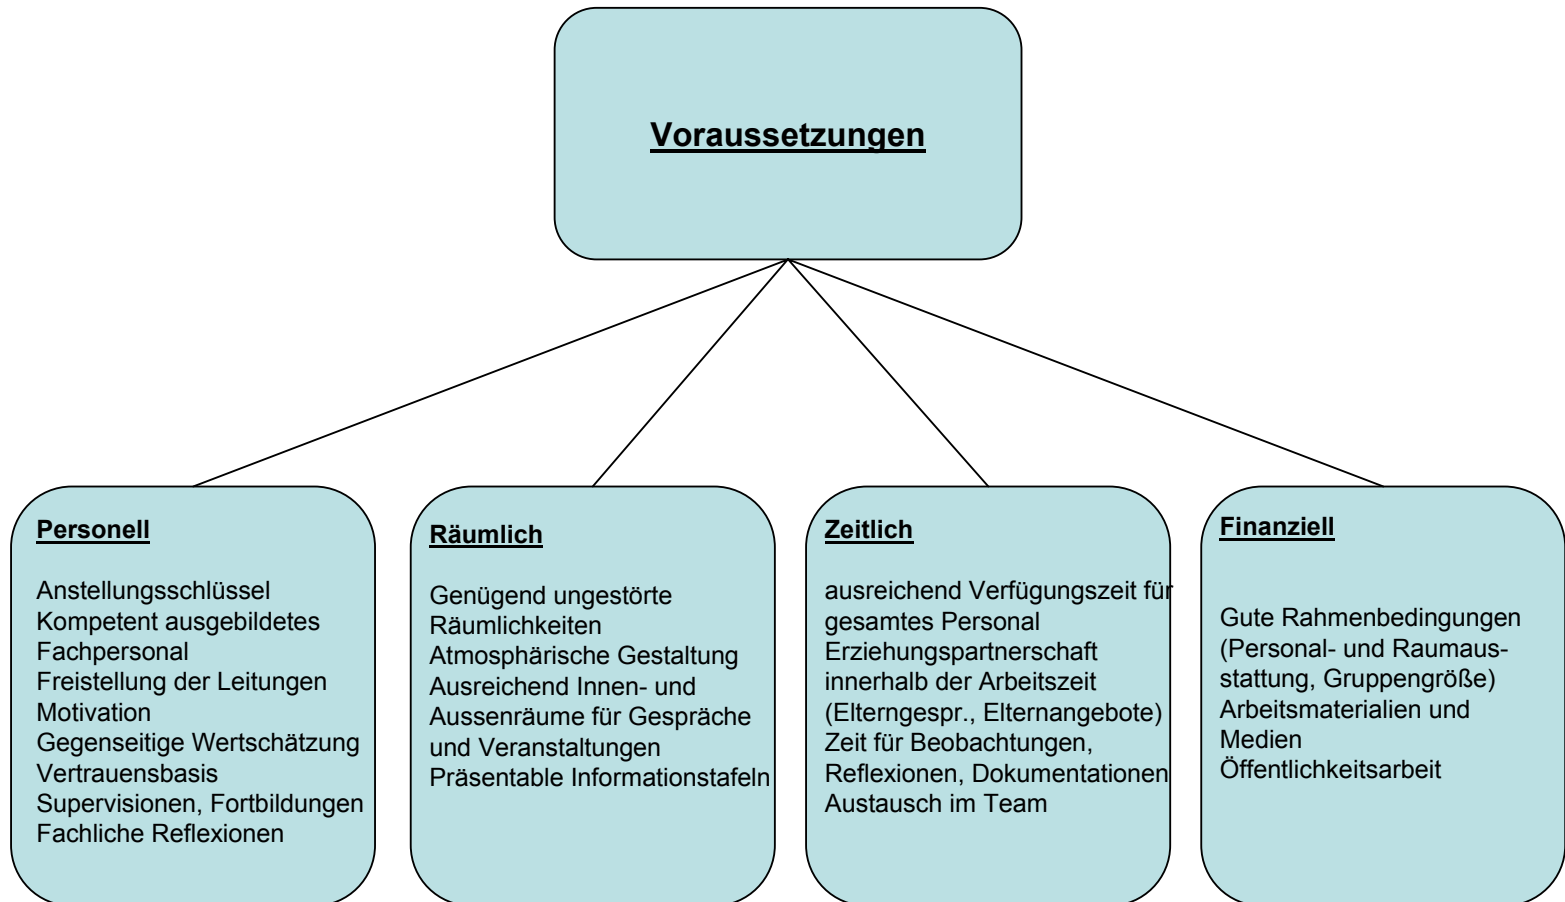 Voraussetzungen
Personell
Anstellungsschlüssel
Kompetent ausgebildetes
Fachpersonal
Freistellung der Leitungen
Motivation
Gegenseitige Wertschätzung
Vertrauensbasis
Supervisionen, Fortbildungen
Fachliche Reflexionen
Räumlich
Genügend ungestörte
Räumlichkeiten
Atmosphärische Gestaltung
Ausreichend Innen- und
Aussenräume für Gespräche
und Veranstaltungen
Präsentable Informationstafeln
Zeitlich
ausreichend Verfügungszeit für
gesamtes Personal
Erziehungspartnerschaft
innerhalb der Arbeitszeit
(Elterngespr., Elternangebote)
Zeit für Beobachtungen,
Reflexionen, Dokumentationen
Austausch im Team
Finanziell
Gute Rahmenbedingungen
(Personal- und Raumaus-
stattung, Gruppengröße)
Arbeitsmaterialien und
Medien
Öffentlichkeitsarbeit